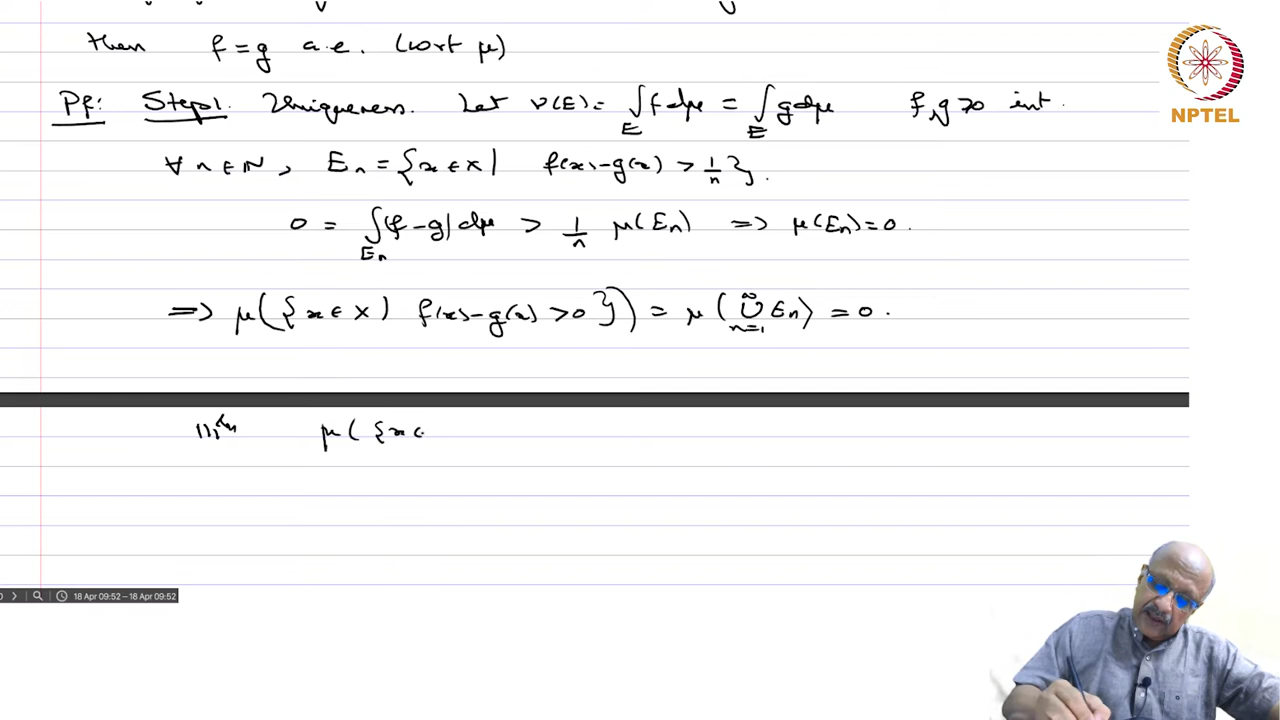 then f = g a.e. (wrt μ)
NPTEL
Pf: Step 1. Uniqueness. Let ν(E) = ∫_E f dμ = ∫_E g dμ f, g ≥ 0 int.
∀ n ∈ ℕ, E_n = {x ∈ X | f(x) - g(x) > 1/n}.
0 = ∫_{E_n} (f - g) dμ > 1/n μ(E_n) ⇒ μ(E_n) = 0.
⇒ μ({x ∈ X | f(x) - g(x) > 0}) = μ(∪_{n=1}^∞ E_n) = 0.
|||ly μ({x ∈
18 Apr 09:52 – 18 Apr 09:52